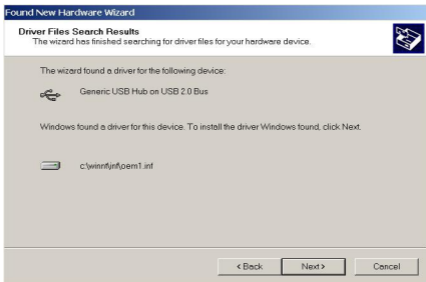 Found New Hardware Wizard
Driver Files Search Results
The wizard has finished searching for driver files for your hardware device.
The wizard found a driver for the following device:
Generic USB Hub on USB 2.0 Bus
Windows found a driver for this device. To install the driver Windows found, click Next.
c:\winnt\inf\oem1.inf
< Back Next > Cancel